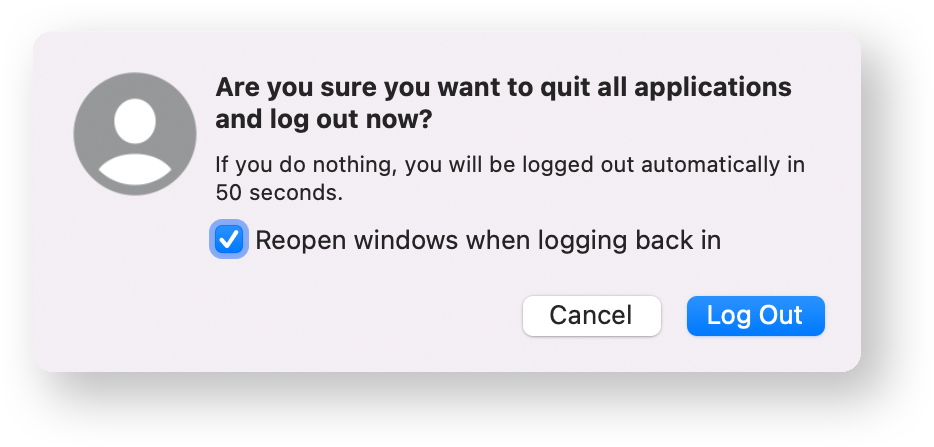 Are you sure you want to quit all applications
and log out now?
If you do nothing, you will be logged out automatically in
50 seconds.
Reopen windows when logging back in
Cancel
Log Out